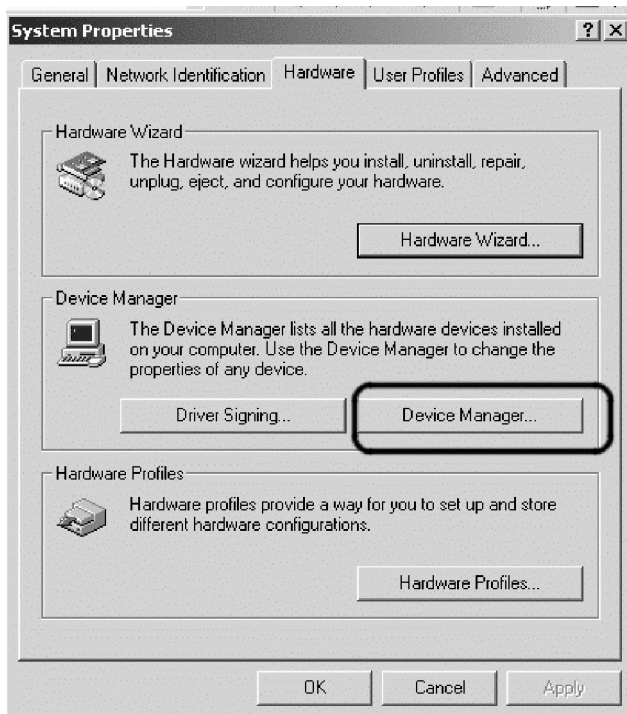 System Properties
? X
General Network Identification Hardware User Profiles Advanced
Hardware Wizard
The Hardware wizard helps you install, uninstall, repair,
unplug, eject, and configure your hardware.
Hardware Wizard...
Device Manager
The Device Manager lists all the hardware devices installed
on your computer. Use the Device Manager to change the
properties of any device.
Driver Signing... Device Manager...
Hardware Profiles
Hardware profiles provide a way for you to set up and store
different hardware configurations.
Hardware Profiles...
OK Cancel Apply